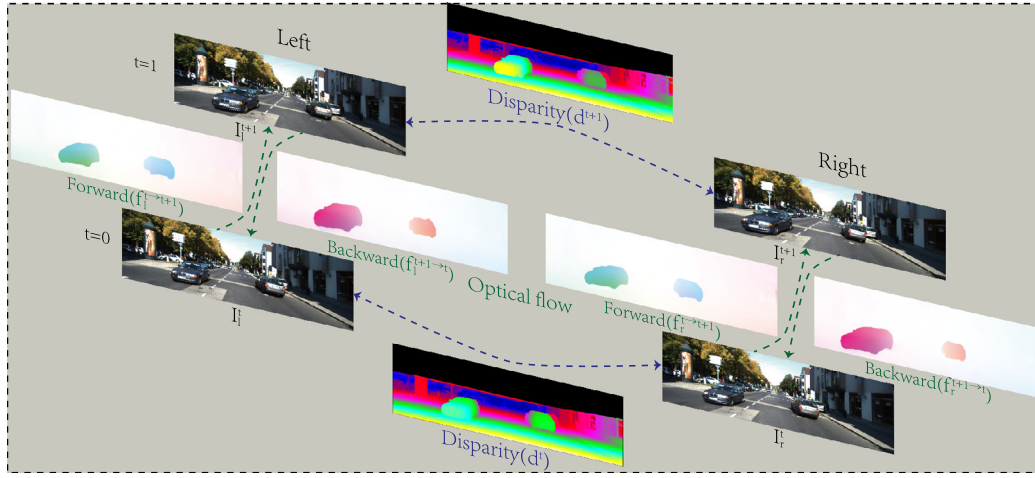 Left
t=1
I_l^{t+1}
Disparity(d^{t+1})
Right
I_r^{t+1}
Forward(f_l^{t→t+1})
t=0
Backward(f_l^{t+1→t})
Optical flow
I_l^t
Forward(f_r^{t→t+1})
Backward(f_r^{t+1→t})
I_r^t
Disparity(d^t)